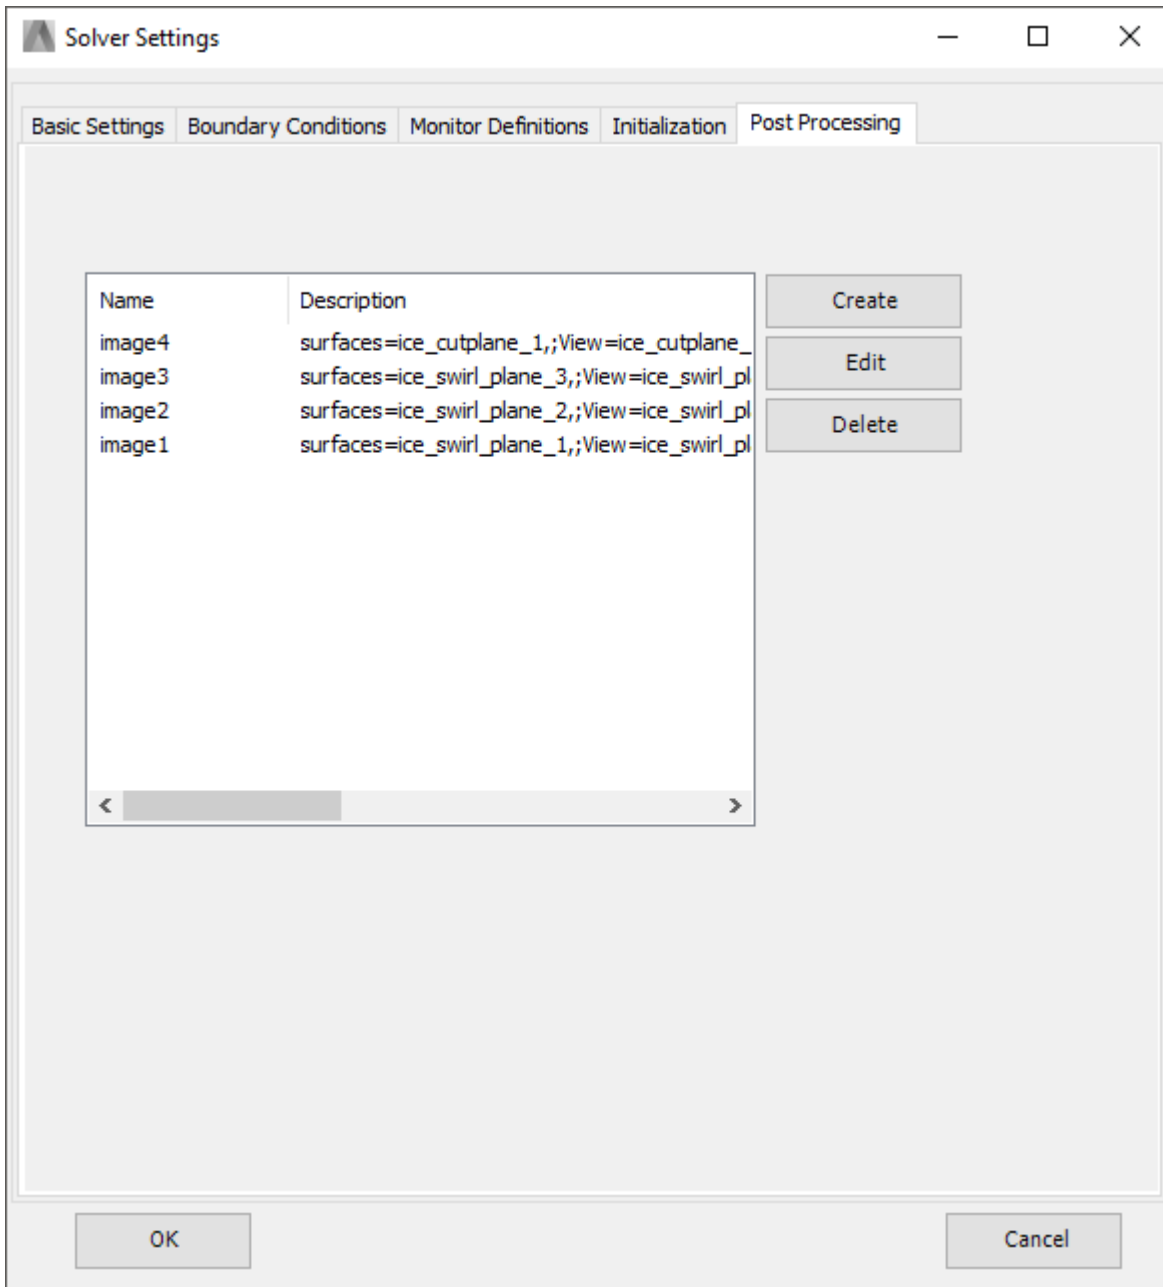 Solver Settings
Basic Settings Boundary Conditions Monitor Definitions Initialization Post Processing
Name Description Create
image4 surfaces=ice_cutplane_1,;View=ice_cutplane_
Edit
image3 surfaces=ice_swirl_plane_3,;View=ice_swirl_pl
image2 surfaces=ice_swirl_plane_2,;View=ice_swirl_pl
Delete
image1 surfaces=ice_swirl_plane_1,;View=ice_swirl_pl
OK Cancel